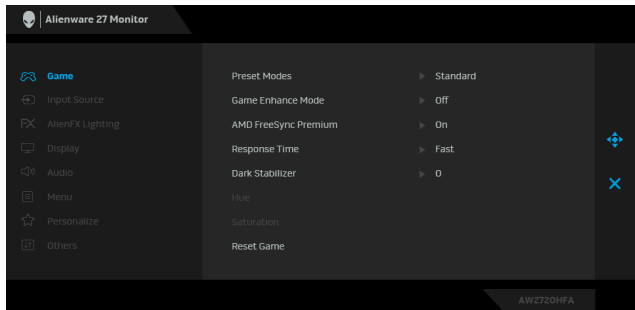 Alienware 27 Monitor
Game
Input Source
FX AlienFX Lighting
Display
Audio
Menu
Personalize
Others
Preset Modes Standard
Game Enhance Mode Off
AMD FreeSync Premium On
Response Time Fast
Dark Stabilizer 0
Hue
Saturation
Reset Game
AW2720HFA